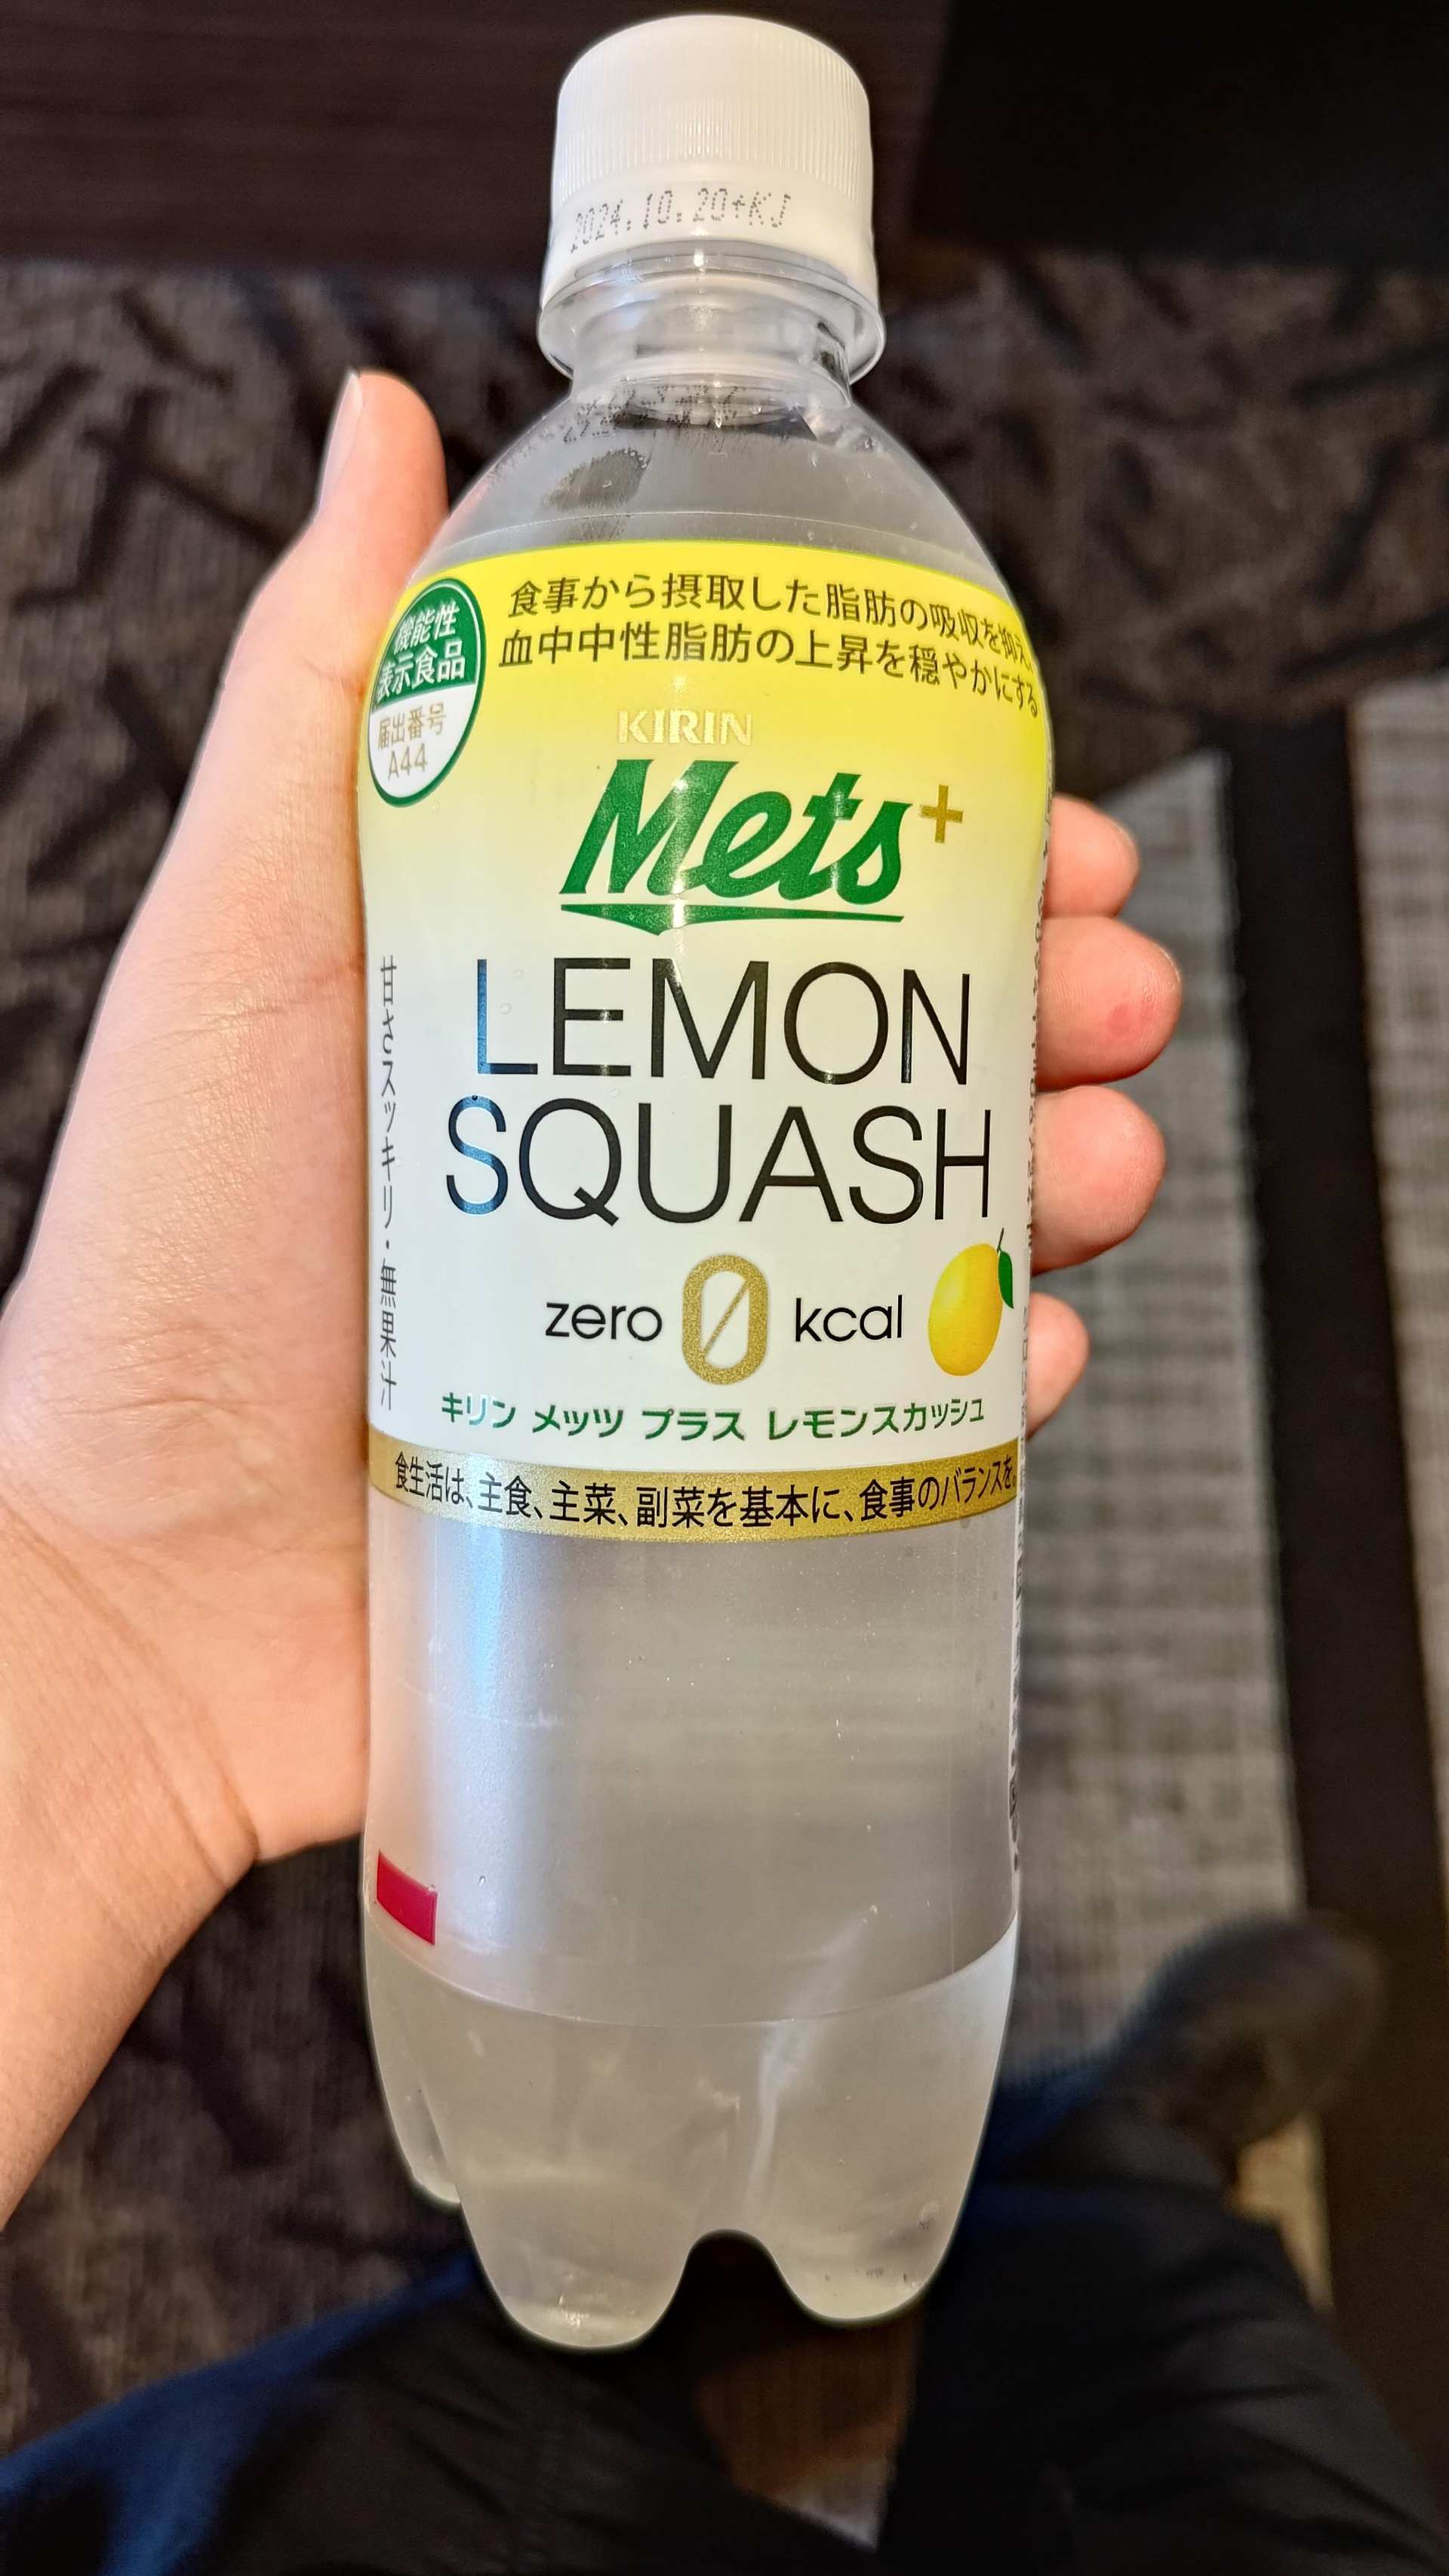 2024.10.20+KJ
食事から摂取した脂肪の吸収を抑え、
血中中性脂肪の上昇を穏やかにする
機能性
表示食品
届出番号
A44
KIRIN
Mets+
LEMON
SQUASH
zero 0 kcal
甘さスッキリ・無果汁
キリン メッツ プラス レモンスカッシュ
食生活は、主食、主菜、副菜を基本に、食事のバランスを。